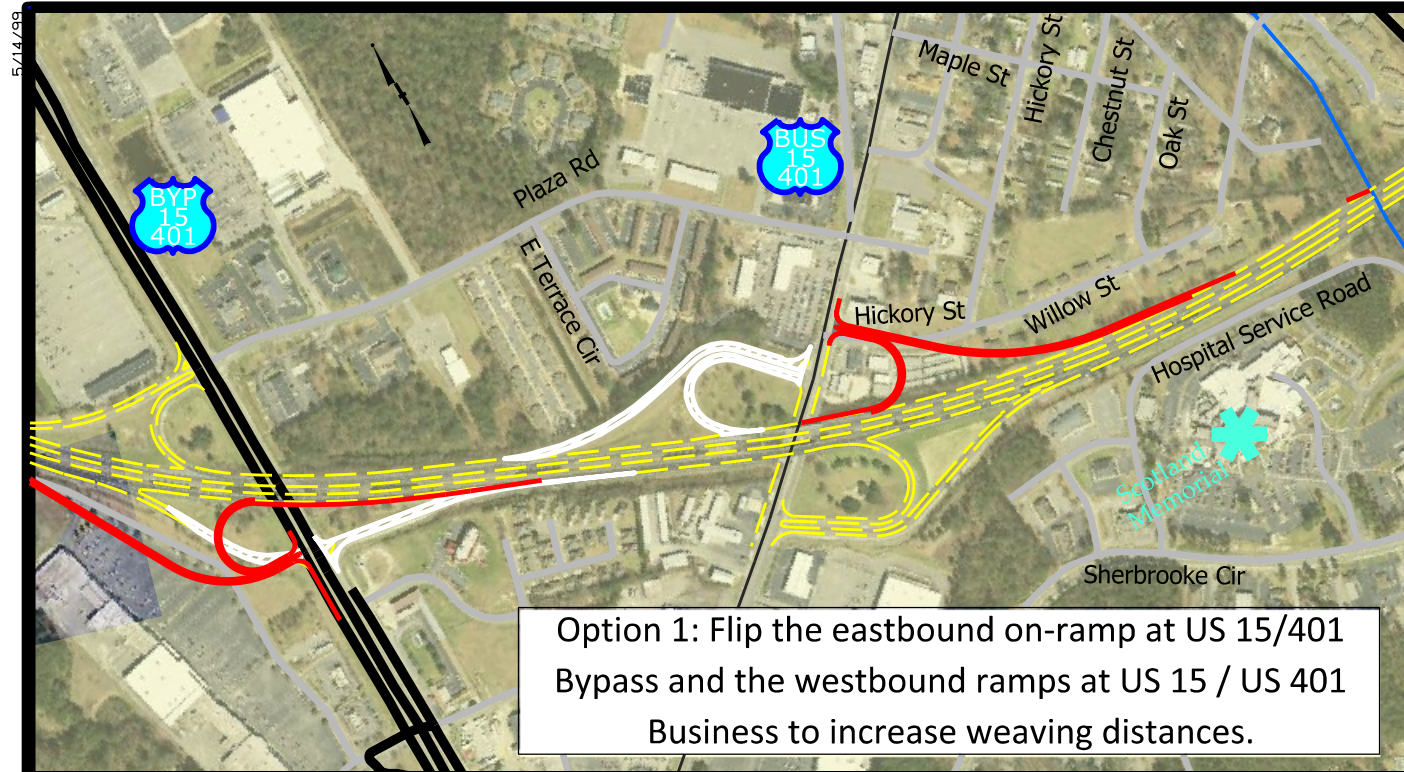 5/14/99
Maple St
Hickory St
Chestnut St
Oak St
BUS
15
401
Plaza Rd
BYP
15
401
E Terrace Cir
Hickory St
Willow St
Hospital Service Road
Scotland
Memorial
Sherbrooke Cir
Option 1: Flip the eastbound on-ramp at US 15/401
Bypass and the westbound ramps at US 15 / US 401
Business to increase weaving distances.